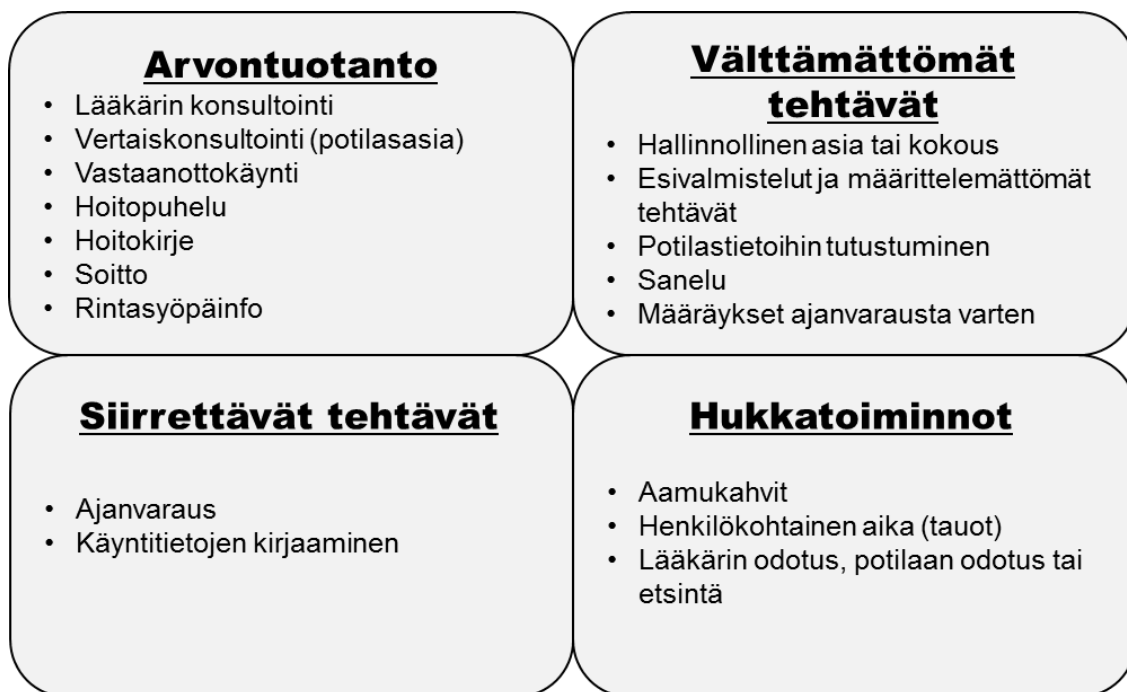 Arvontuotanto
• Lääkärin konsultointi
• Vertaiskonsultointi (potilasasia)
• Vastaanottokäynti
• Hoitopuhelu
• Hoitokirje
• Soitto
• Rintasyöpäinfo
Välttämättömät
tehtävät
• Hallinnollinen asia tai kokous
• Esivalmistelut ja määrittelemättömät
tehtävät
• Potilastietoihin tutustuminen
• Sanelu
• Määräykset ajanvarausta varten
Siirrettävät tehtävät
• Ajanvaraus
• Käyntitietojen kirjaaminen
Hukkatoiminnot
• Aamukahvit
• Henkilökohtainen aika (tauot)
• Lääkärin odotus, potilaan odotus tai
etsintä